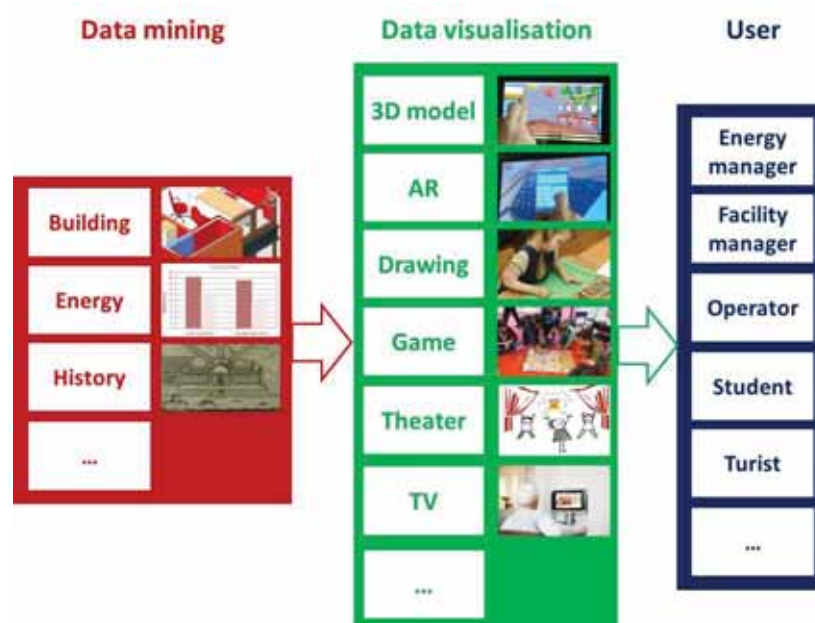 Data mining
Data visualisation
User
Building
Energy
History
...
3D model
AR
Drawing
Game
Theater
TV
...
Energy
manager
Facility
manager
Operator
Student
Turist
...